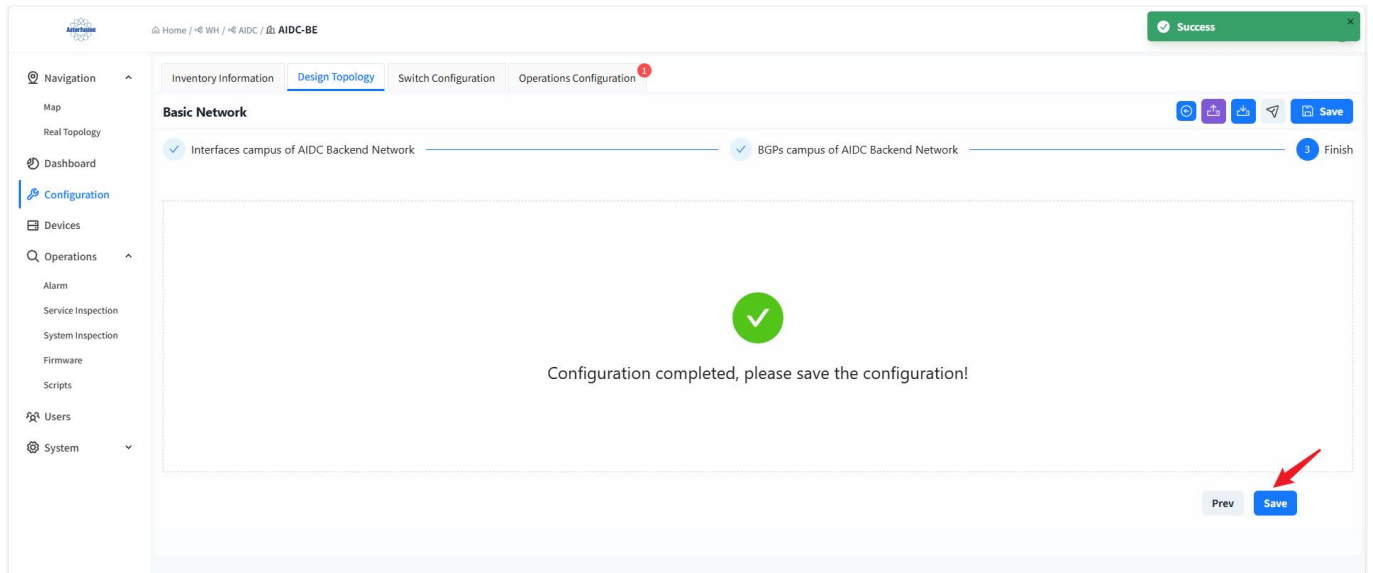 Asterfusion
Home / WH / AIDC / AIDC-BE
Success
Navigation
Map
Real Topology
Dashboard
Configuration
Devices
Operations
Alarm
Service Inspection
System Inspection
Firmware
Scripts
Users
System
Inventory Information
Design Topology
Switch Configuration
Operations Configuration
1
Basic Network
Save
Interfaces campus of AIDC Backend Network
BGPs campus of AIDC Backend Network
3 Finish
Configuration completed, please save the configuration!
Prev
Save